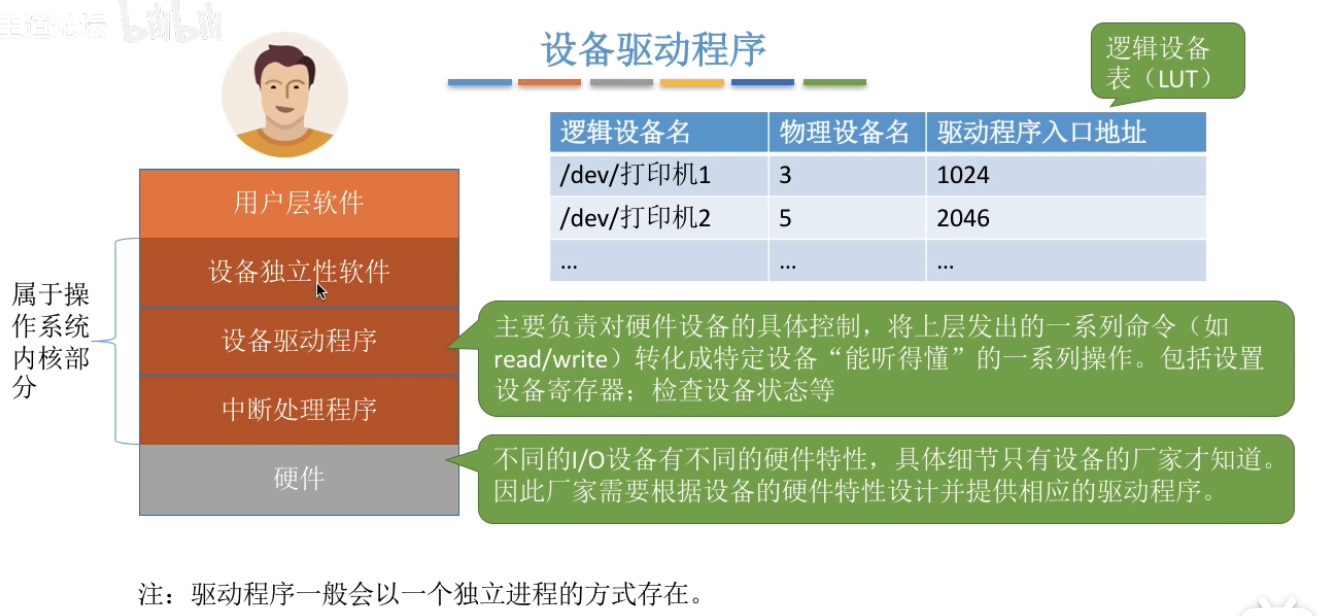 王道论坛 bilibili
设备驱动程序
逻辑设备
表（LUT）
逻辑设备名 物理设备名 驱动程序入口地址
/dev/打印机1 3 1024
/dev/打印机2 5 2046
... ... ...
用户层软件
设备独立性软件
设备驱动程序
中断处理程序
硬件
属于操
作系统
内核部
分
主要负责对硬件设备的具体控制，将上层发出的一系列命令（如
read/write）转化成特定设备“能听得懂”的一系列操作。包括设置
设备寄存器；检查设备状态等
不同的I/O设备有不同的硬件特性，具体细节只有设备的厂家才知道。
因此厂家需要根据设备的硬件特性设计并提供相应的驱动程序。
注：驱动程序一般会以一个独立进程的方式存在。